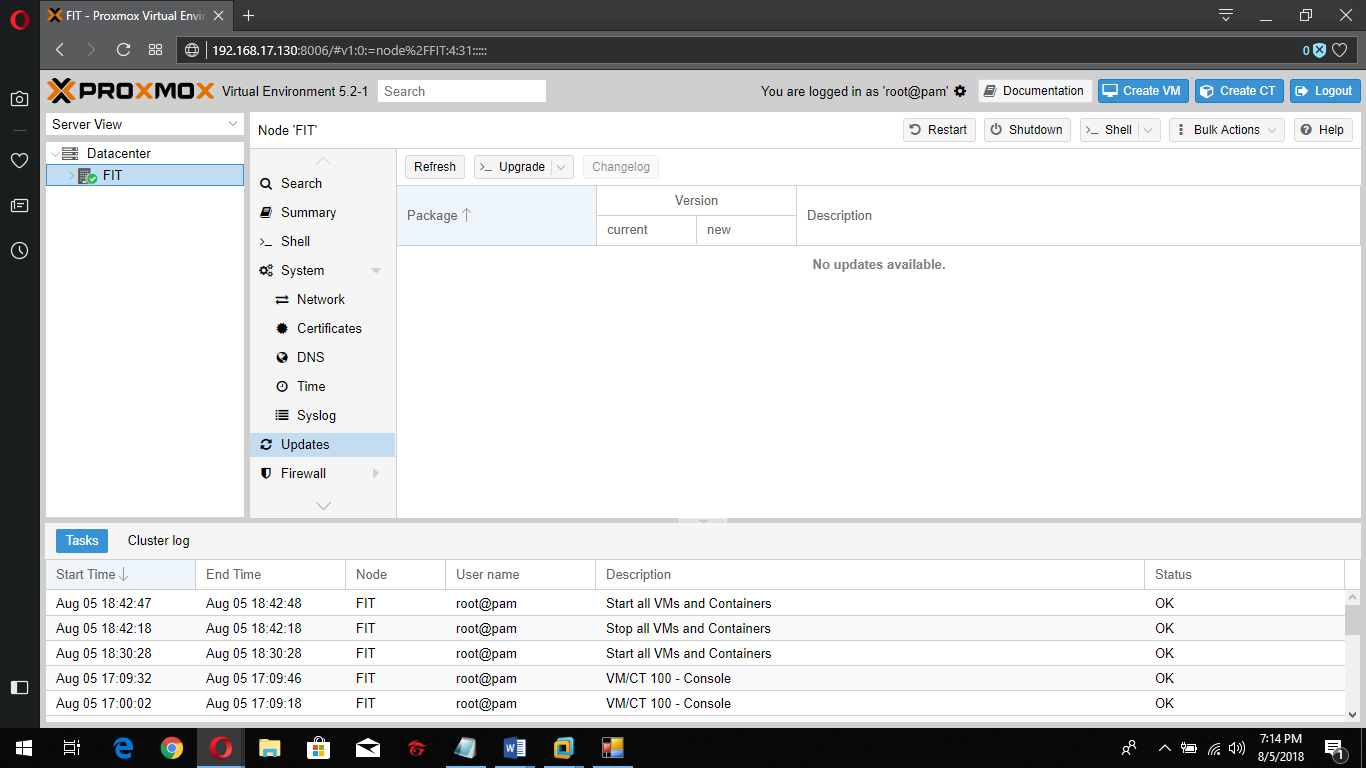 FIT - Proxmox Virtual Envir
192.168.17.130:8006/#v1:0:=node%2FFIT:4:31:::::
0
PROXMOX Virtual Environment 5.2-1 Search You are logged in as 'root@pam' Documentation Create VM Create CT Logout
Server View
Node 'FIT' Restart Shutdown Shell Bulk Actions Help
Datacenter
FIT
Search
Summary
Shell
System
Network
Certificates
DNS
Time
Syslog
Updates
Firewall
Refresh Upgrade Changelog
Package Version Description
current new
No updates available.
Tasks Cluster log
Start Time End Time Node User name Description Status
Aug 05 18:42:47 Aug 05 18:42:48 FIT root@pam Start all VMs and Containers OK
Aug 05 18:42:18 Aug 05 18:42:18 FIT root@pam Stop all VMs and Containers OK
Aug 05 18:30:28 Aug 05 18:30:28 FIT root@pam Start all VMs and Containers OK
Aug 05 17:09:32 Aug 05 17:09:46 FIT root@pam VM/CT 100 - Console OK
Aug 05 17:00:02 Aug 05 17:09:18 FIT root@pam VM/CT 100 - Console OK
7:14 PM
8/5/2018
1